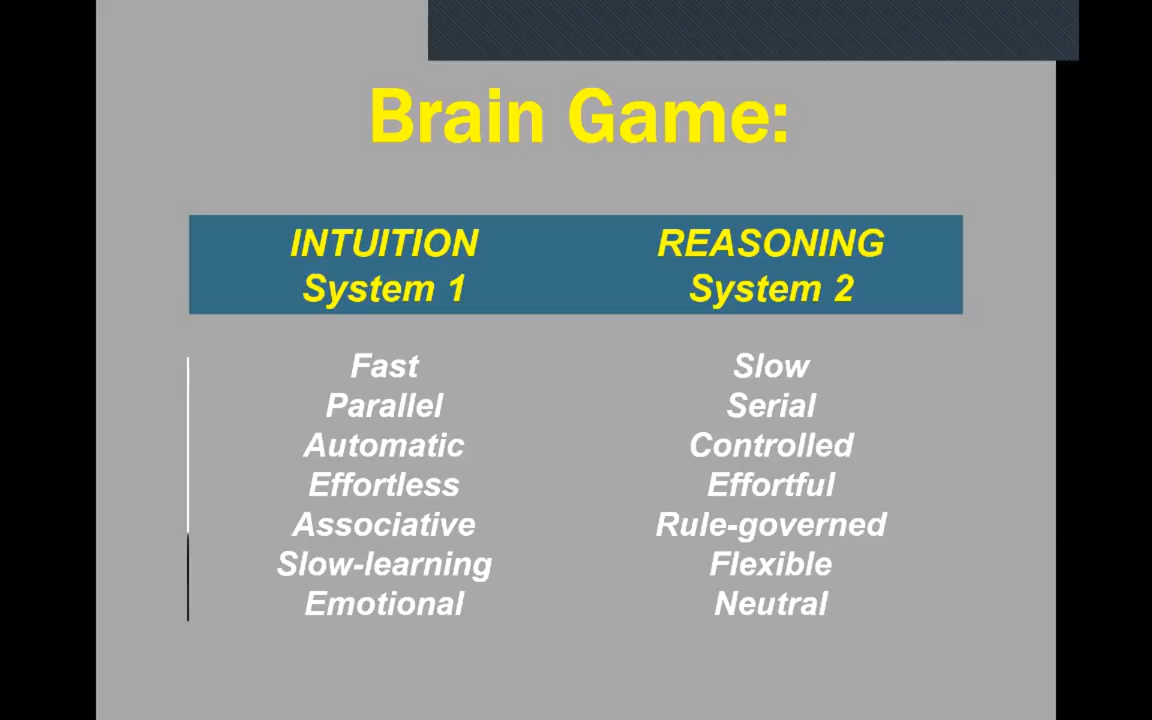 Brain Game:
INTUITION REASONING
System 1 System 2
Fast Slow
Parallel Serial
Automatic Controlled
Effortless Effortful
Associative Rule-governed
Slow-learning Flexible
Emotional Neutral